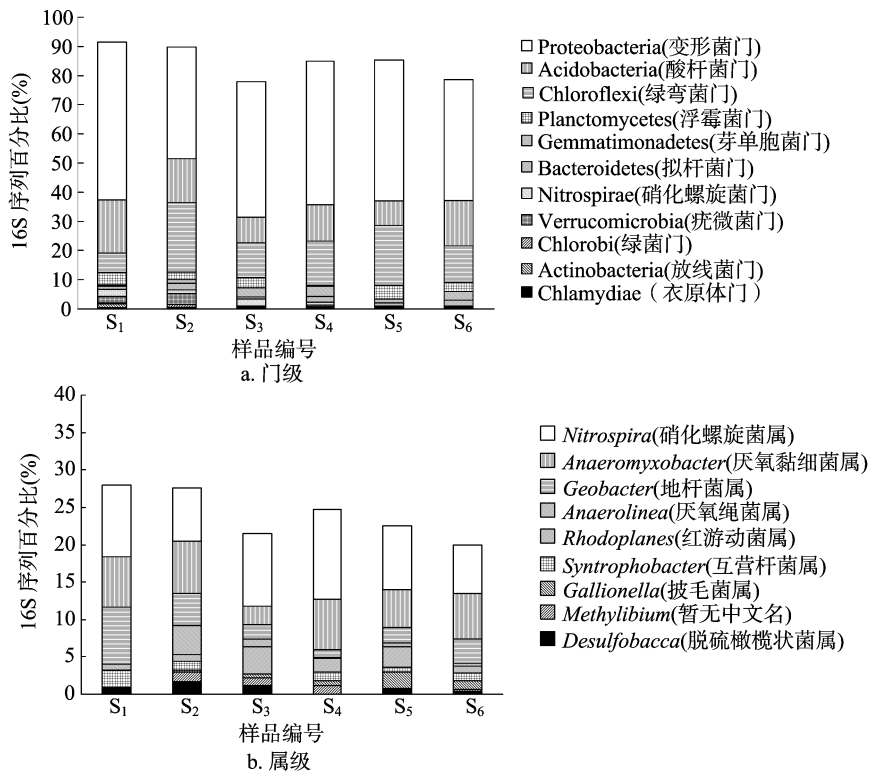 100
90
80
70
60
50
40
30
20
10
0
16S 序列百分比(%)
S₁ S₂ S₃ S₄ S₅ S₆
样品编号
a. 门级
Proteobacteria(变形菌门)
Acidobacteria(酸杆菌门)
Chloroflexi(绿弯菌门)
Planctomycetes(浮霉菌门)
Gemmatimonadetes(芽单胞菌门)
Bacteroidetes(拟杆菌门)
Nitrospirae(硝化螺旋菌门)
Verrucomicrobia(疣微菌门)
Chlorobi(绿菌门)
Actinobacteria(放线菌门)
Chlamydiae（衣原体门）
40
35
30
25
20
15
10
5
0
16S 序列百分比(%)
S₁ S₂ S₃ S₄ S₅ S₆
样品编号
b. 属级
Nitrospira(硝化螺旋菌属)
Anaeromyxobacter(厌氧黏细菌属)
Geobacter(地杆菌属)
Anaerolinea(厌氧绳菌属)
Rhodoplanes(红游动菌属)
Syntrophobacter(互营杆菌属)
Gallionella(披毛菌属)
Methylibium(暂无中文名)
Desulfobacca(脱硫橄榄状菌属)